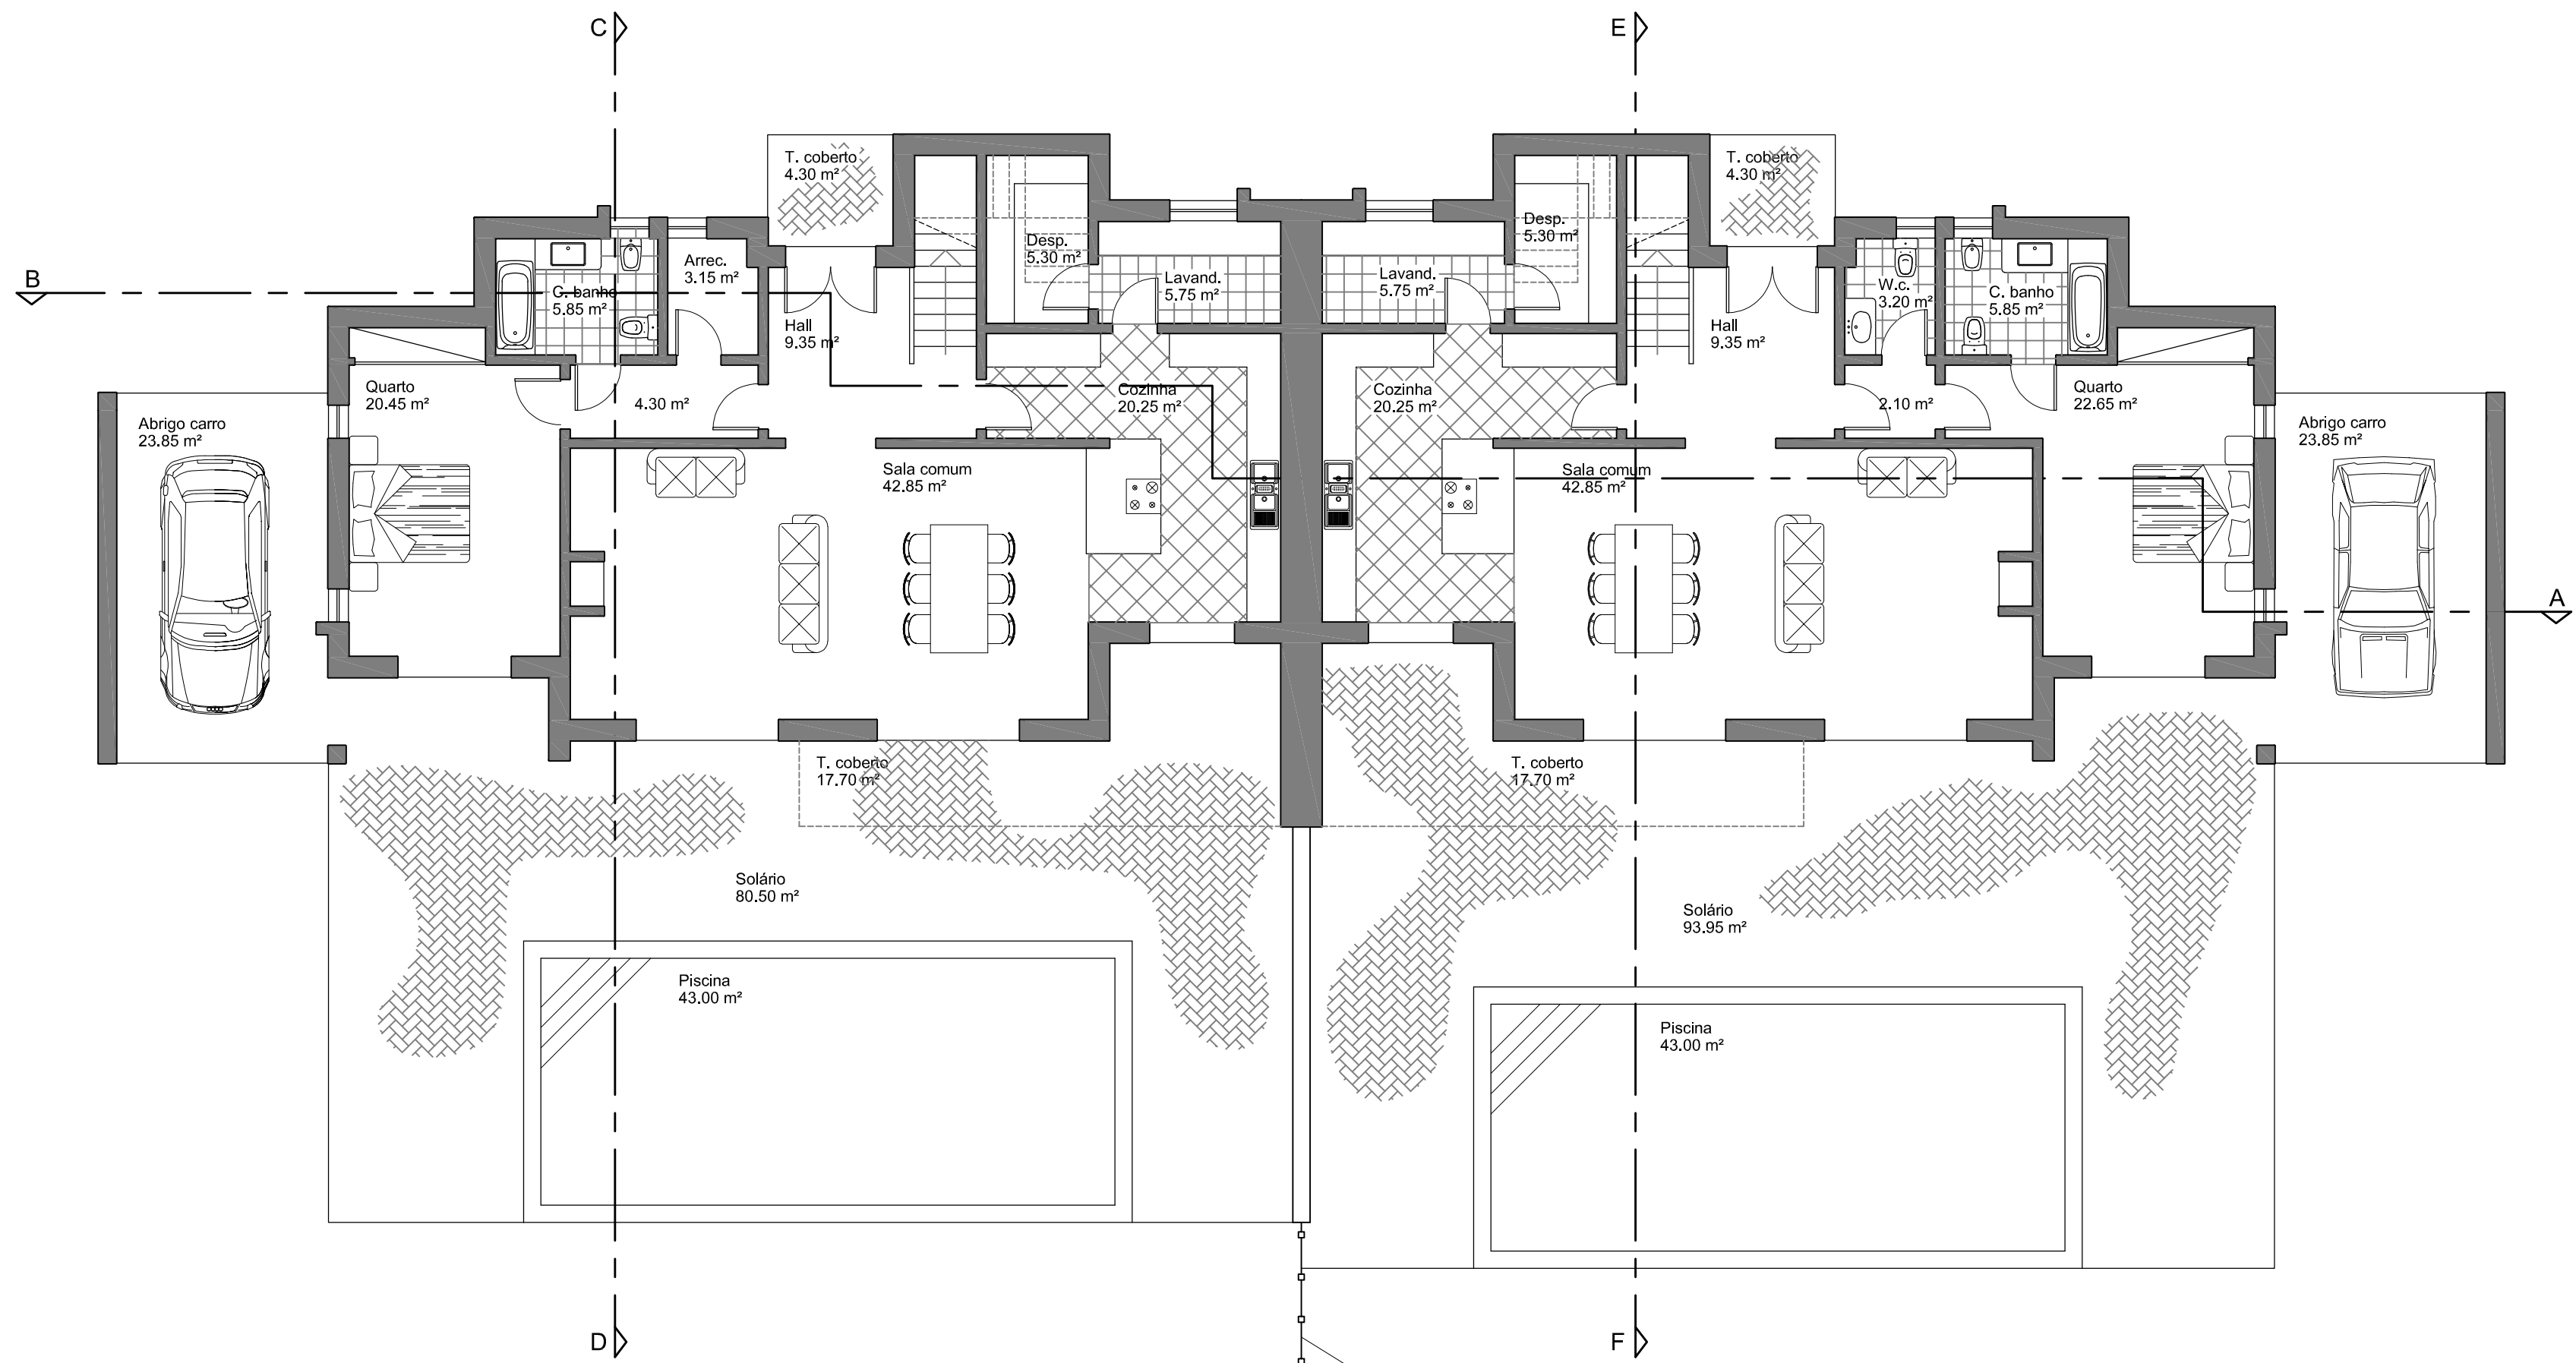 C
E
T. coberto
4.30 m²
T. coberto
4.30 m²
Desp.
5.30 m²
Desp.
5.30 m²
B
Arrec.
3.15 m²
Lavand.
5.75 m²
Lavand.
5.75 m²
C. banho
5.85 m²
W.c.
3.20 m²
C. banho
5.85 m²
Hall
9.35 m²
Hall
9.35 m²
Quarto
20.45 m²
4.30 m²
Cozinha
20.25 m²
Cozinha
20.25 m²
2.10 m²
Quarto
22.65 m²
Abrigo carro
23.85 m²
Abrigo carro
23.85 m²
Sala comum
42.85 m²
Sala comum
42.85 m²
A
T. coberto
17.70 m²
T. coberto
17.70 m²
Solário
80.50 m²
Solário
93.95 m²
Piscina
43.00 m²
Piscina
43.00 m²
D
F